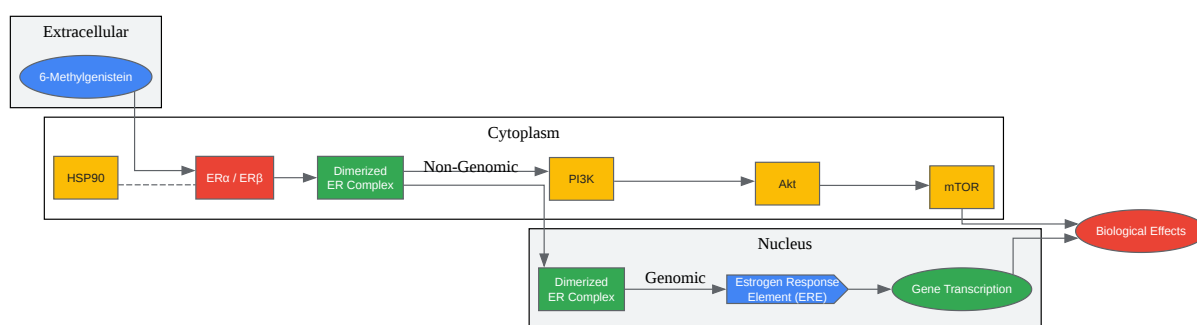 Extracellular
6-Methylgenistein
Cytoplasm
HSP90
ERα / ERβ
Dimerized
ER Complex
Non-Genomic
PI3K
Akt
mTOR
Biological Effects
Nucleus
Dimerized
ER Complex
Genomic
Estrogen Response
Element (ERE)
Gene Transcription